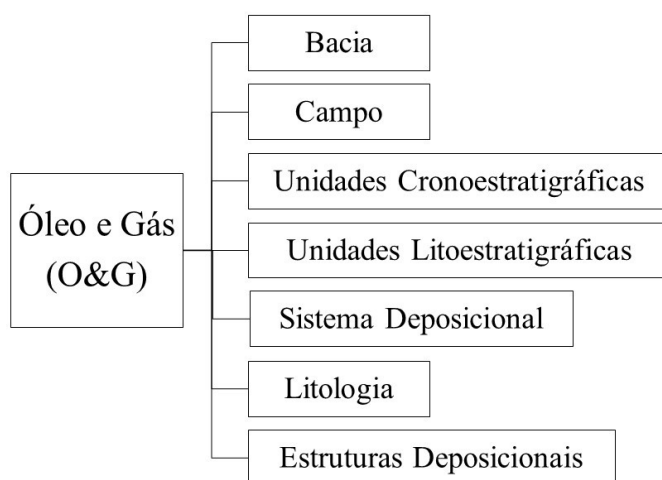 Óleo e Gás
(O&G)
Bacia
Campo
Unidades Cronoestratigráficas
Unidades Litoestratigráficas
Sistema Deposicional
Litologia
Estruturas Deposicionais